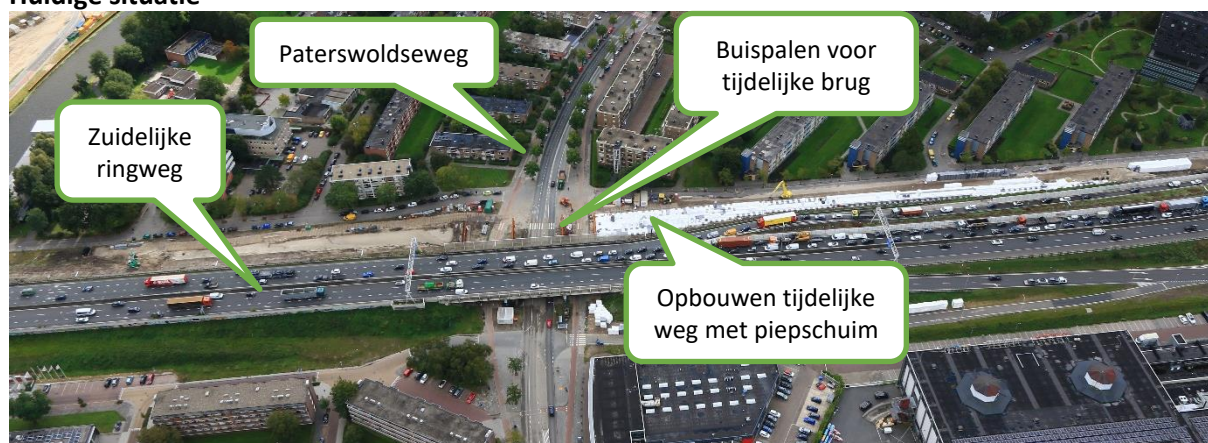 Huidige situatie
Paterswoldseweg
Buispalen voor
tijdelijke brug
Zuidelijke
ringweg
Opbouwen tijdelijke
weg met piepschuim